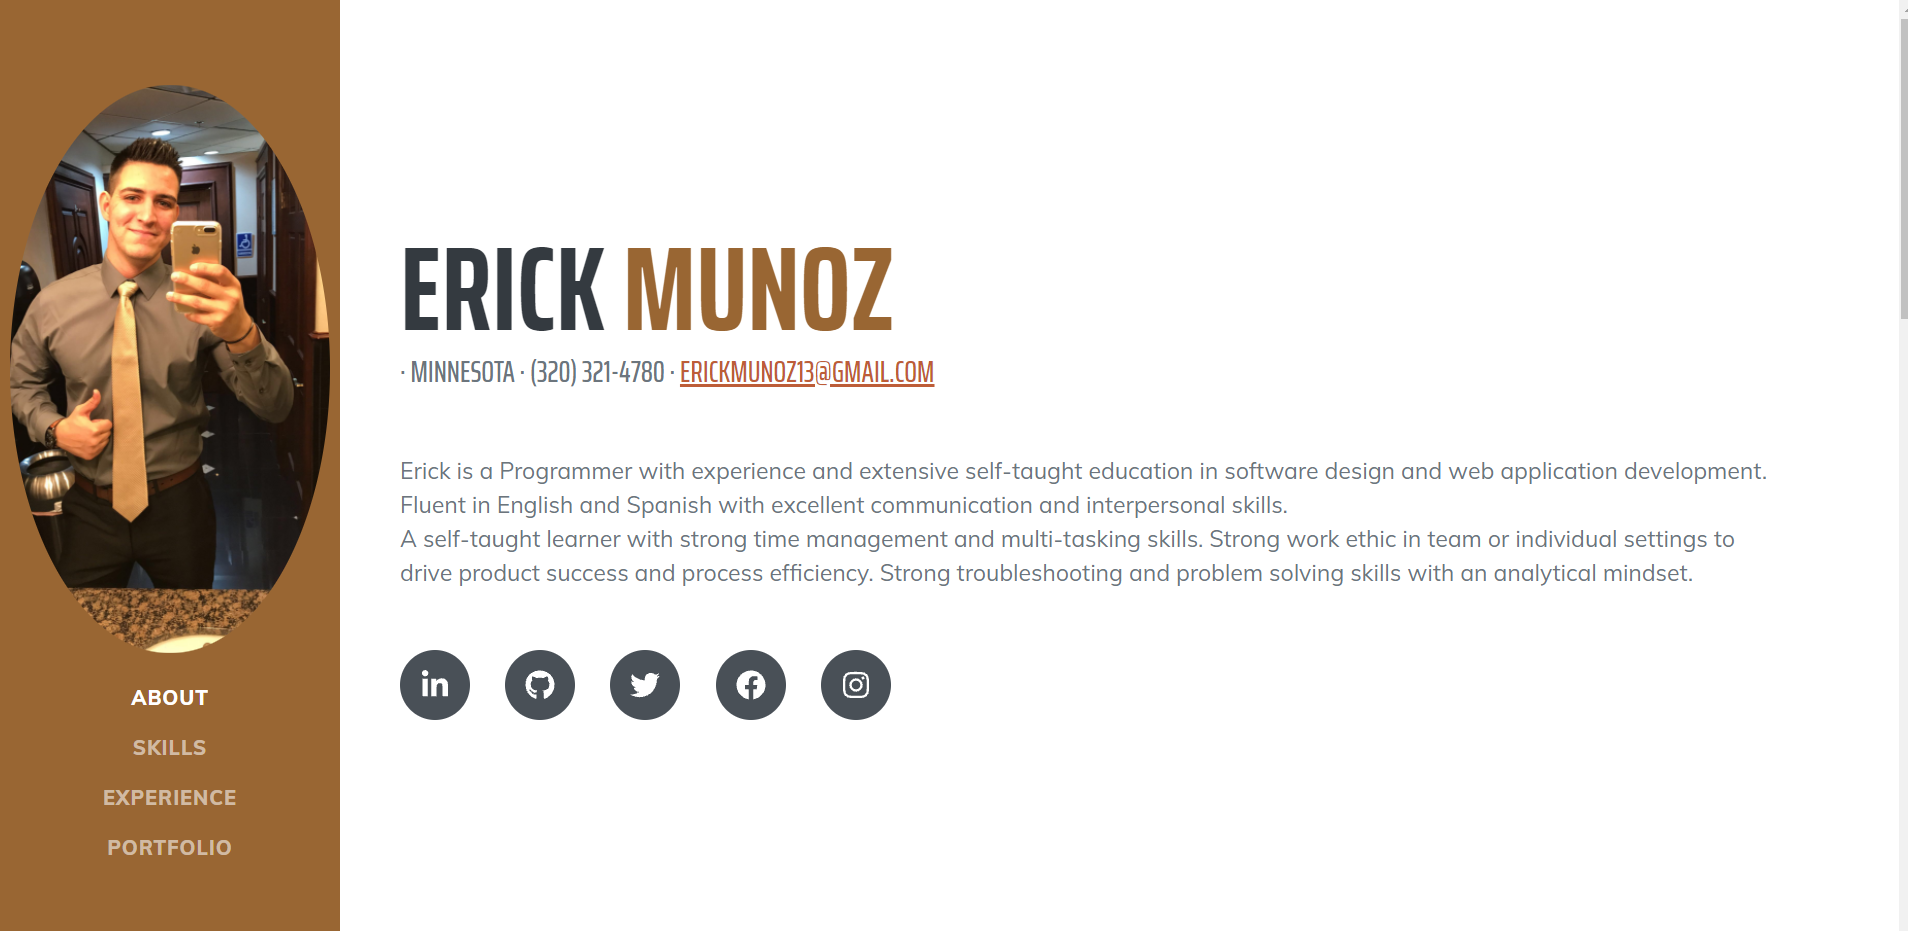 ERICK MUNOZ
· MINNESOTA · (320) 321-4780 · ERICKMUNOZ13@GMAIL.COM
Erick is a Programmer with experience and extensive self-taught education in software design and web application development.
Fluent in English and Spanish with excellent communication and interpersonal skills.
A self-taught learner with strong time management and multi-tasking skills. Strong work ethic in team or individual settings to
drive product success and process efficiency. Strong troubleshooting and problem solving skills with an analytical mindset.
ABOUT
SKILLS
EXPERIENCE
PORTFOLIO